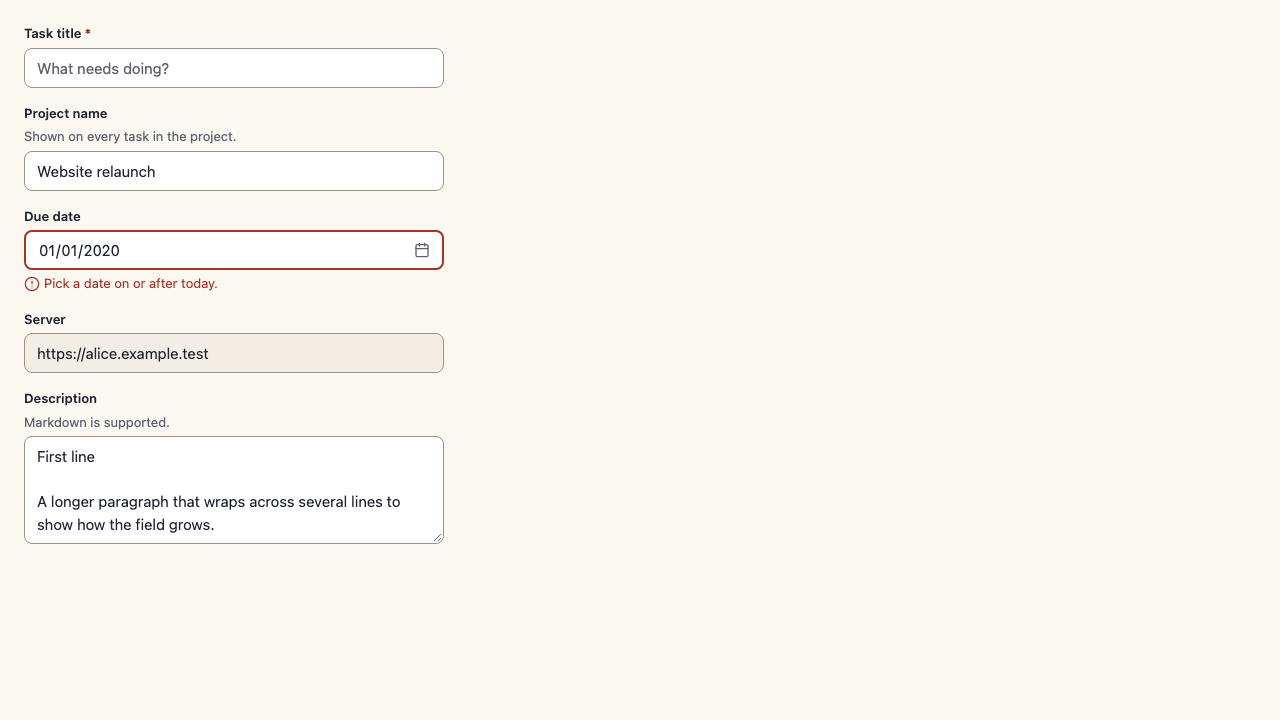 Task title *
What needs doing?
Project name
Shown on every task in the project.
Website relaunch
Due date
01/01/2020
Pick a date on or after today.
Server
https://alice.example.test
Description
Markdown is supported.
First line
A longer paragraph that wraps across several lines to
show how the field grows.